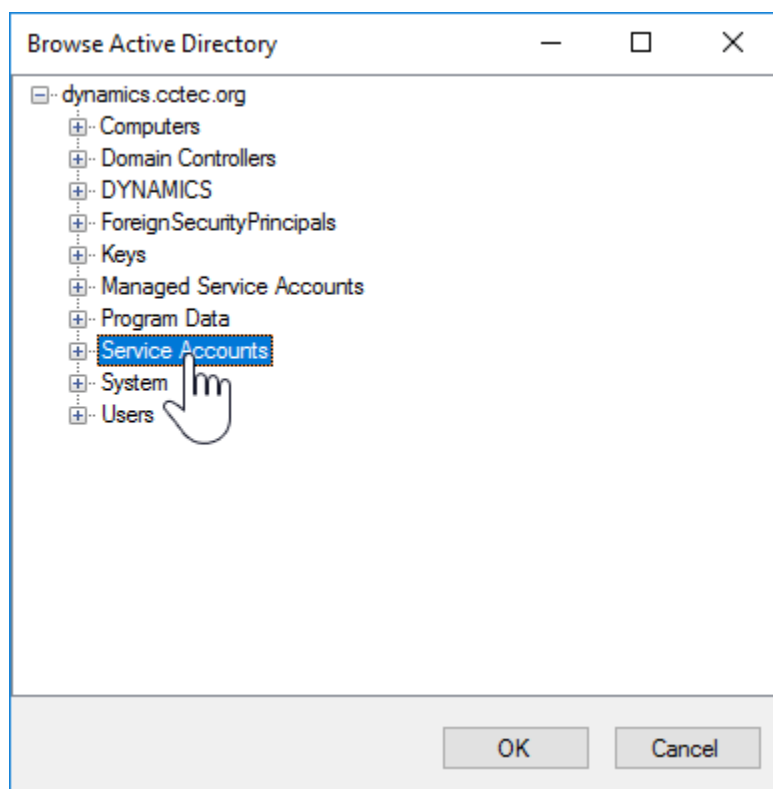 Browse Active Directory
dynamics.cctec.org
Computers
Domain Controllers
DYNAMICS
ForeignSecurityPrincipals
Keys
Managed Service Accounts
Program Data
Service Accounts
System
Users
OK Cancel